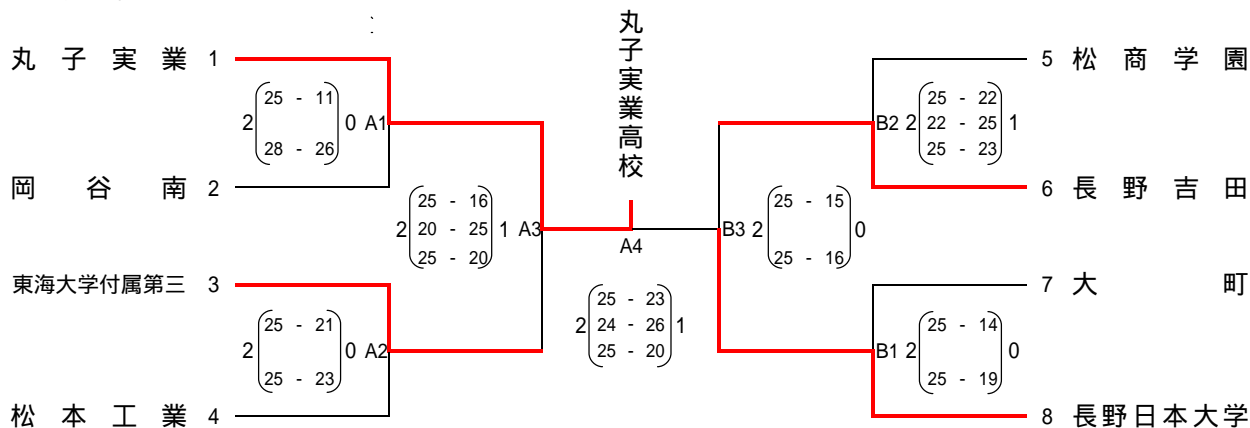 丸子実業高校
丸子実業 1
2 25 - 11 0 A1
28 - 26
岡谷南 2
25 - 16
2 20 - 25 1 A3
25 - 20
東海大学付属第三 3
25 - 21
2 0 A2
25 - 23
松本工業 4
A4
25 - 23
2 24 - 26 1
25 - 20
5 松商学園
25 - 22
B2 2 22 - 25 1
25 - 23
6 長野吉田
25 - 15
B3 2 0
25 - 16
7 大町
25 - 14
B1 2 0
25 - 19
8 長野日本大学